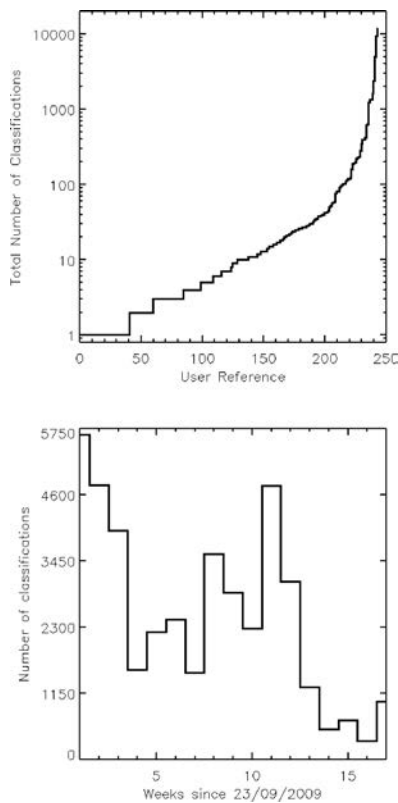 10000
1000
100
10
1
Total Number of Classifications
0 50 100 150 200 250
User Reference
5750
4600
3450
2300
1150
0
Number of classifications
5 10 15
Weeks since 23/09/2009